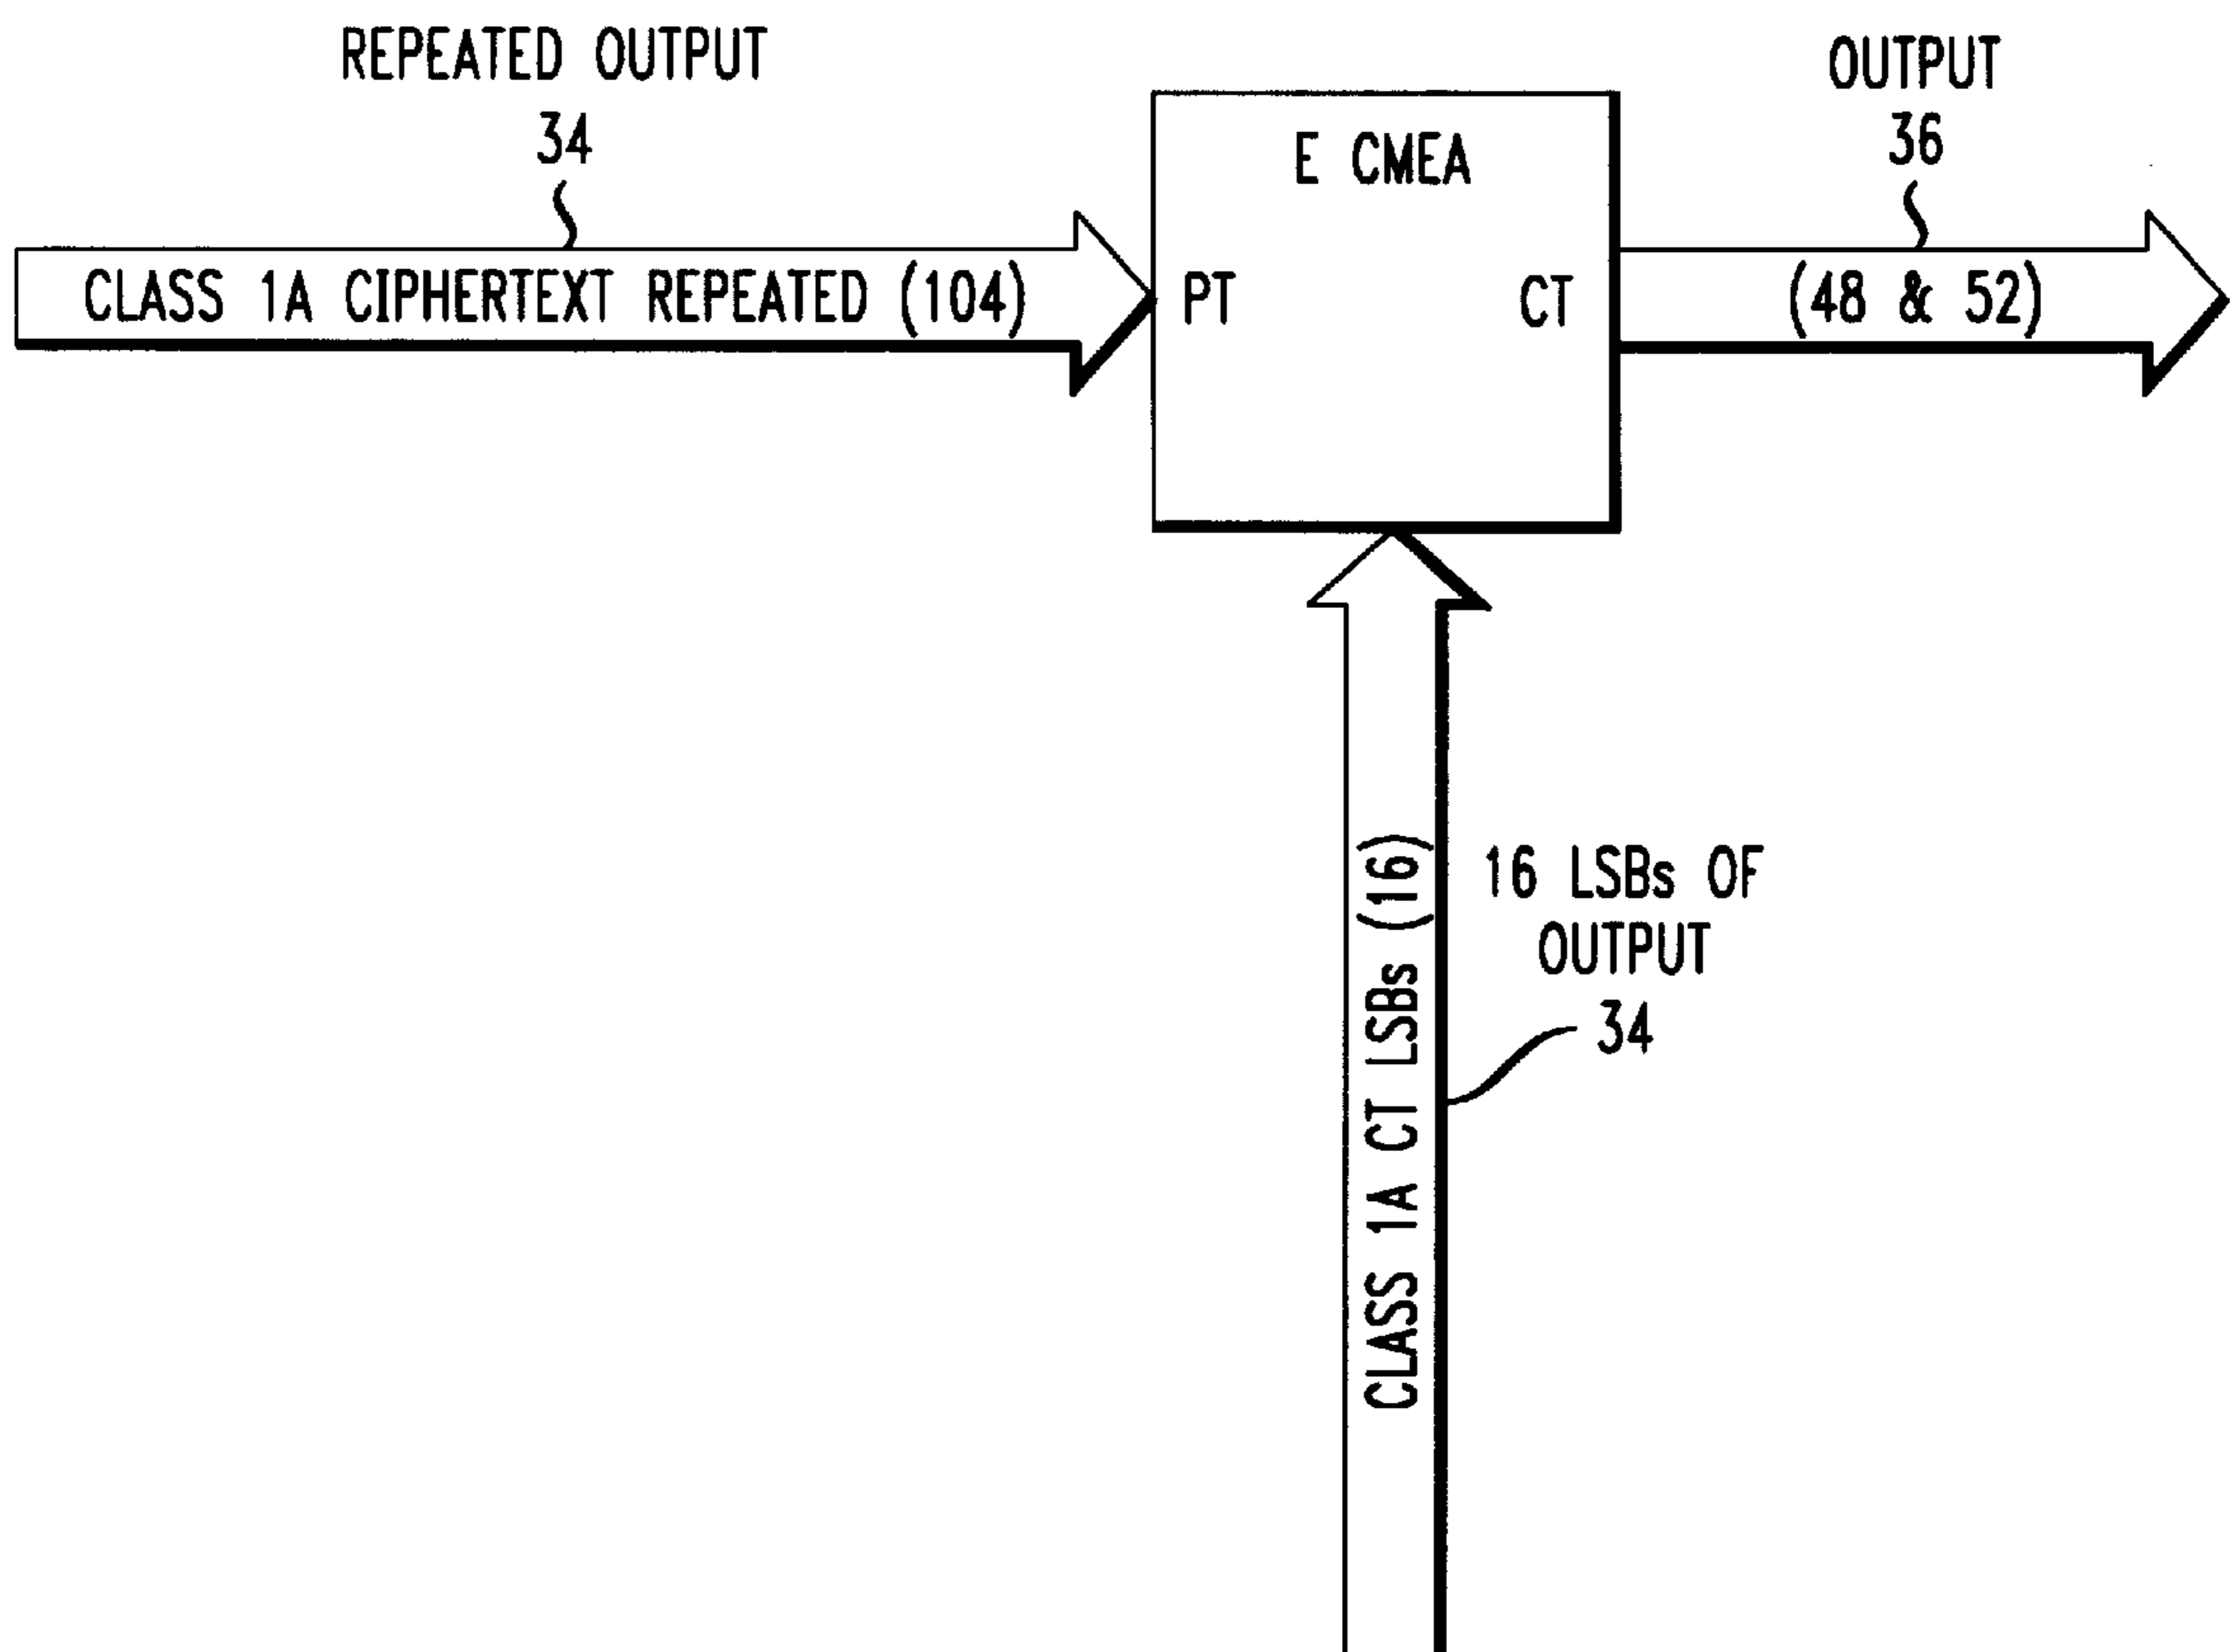 REPEATED OUTPUT
34
CLASS 1A CIPHERTEXT REPEATED (104)
E CMEA
PT
CT
OUTPUT
36
(48 & 52)
CLASS 1A CT LSBs (16)
16 LSBs OF
OUTPUT
34